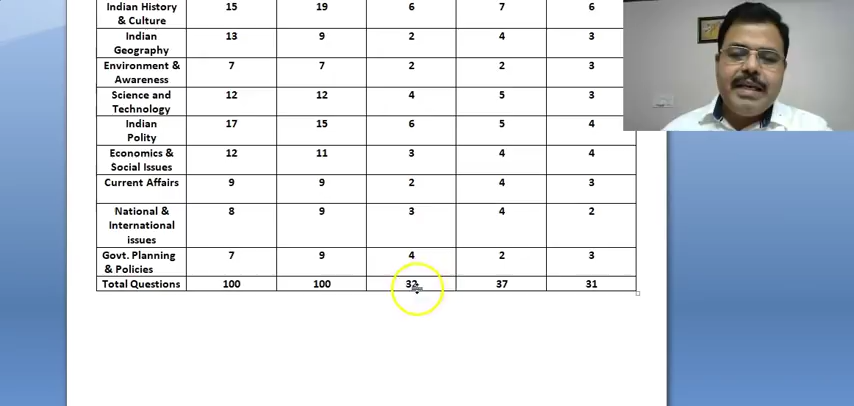 Indian History 15 19 6 7 6
& Culture
Indian 13 9 2 4 3
Geography
Environment & 7 7 2 2 3
Awareness
Science and 12 12 4 5 3
Technology
Indian 17 15 6 5 4
Polity
Economics & 12 11 3 4 4
Social Issues
Current Affairs 9 9 2 4 3
National & 8 9 3 4 2
International
issues
Govt. Planning 7 9 4 2 3
& Policies
Total Questions 100 100 32 37 31